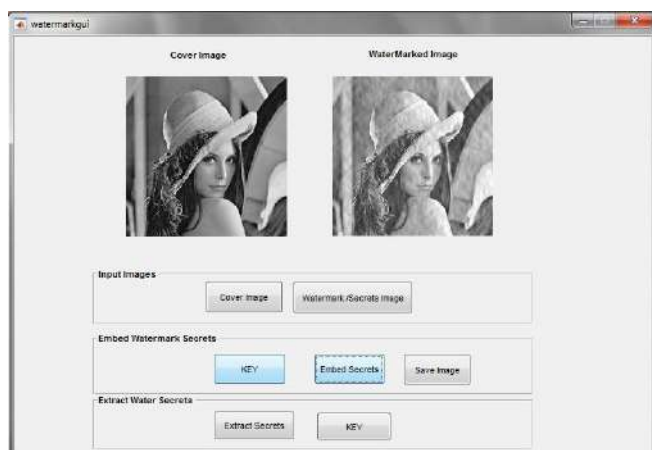 watermarkgui
Cover Image WaterMarked Image
Input Images
Cover Image Watermark /Secrets Image
Embed Watermark Secrets
KEY Embed Secrets Save Image
Extract Water Secrets
Extract Secrets KEY